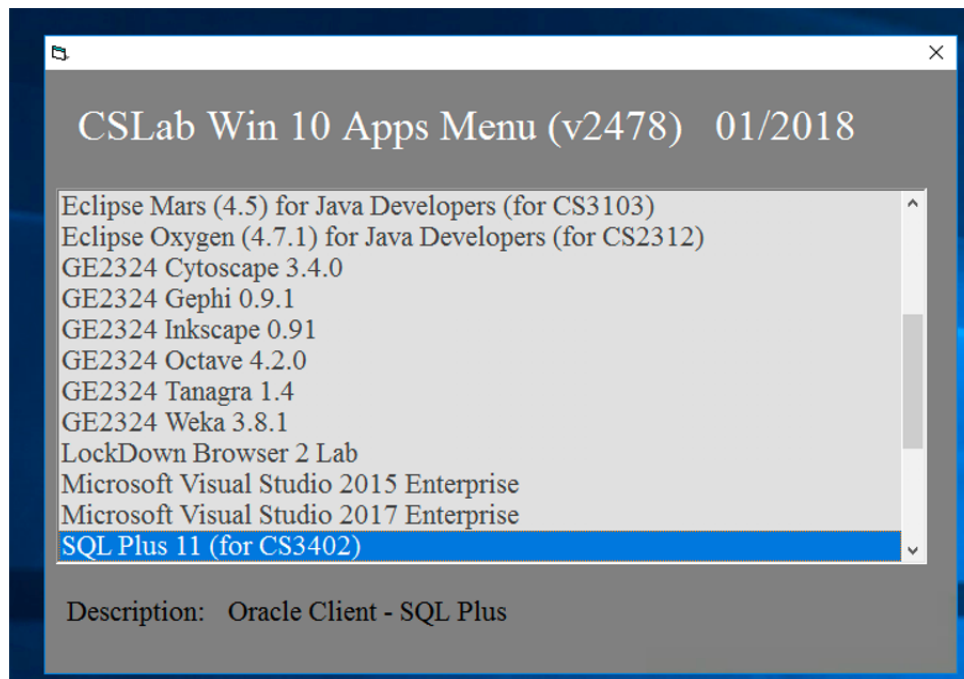 CSLab Win 10 Apps Menu (v2478) 01/2018
Eclipse Mars (4.5) for Java Developers (for CS3103)
Eclipse Oxygen (4.7.1) for Java Developers (for CS2312)
GE2324 Cytoscape 3.4.0
GE2324 Gephi 0.9.1
GE2324 Inkscape 0.91
GE2324 Octave 4.2.0
GE2324 Tanagra 1.4
GE2324 Weka 3.8.1
LockDown Browser 2 Lab
Microsoft Visual Studio 2015 Enterprise
Microsoft Visual Studio 2017 Enterprise
SQL Plus 11 (for CS3402)
Description: Oracle Client - SQL Plus